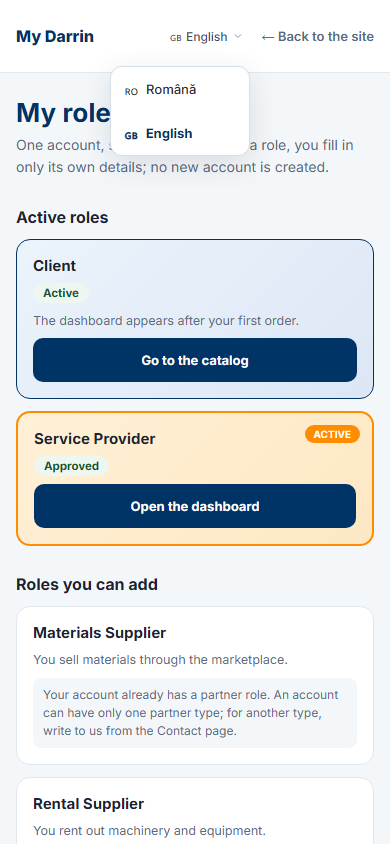 My Darrin
GB English
← Back to the site
RO Română
GB English
My role
One account, s a role, you fill in
only its own details; no new account is created.
Active roles
Client
Active
The dashboard appears after your first order.
Go to the catalog
Service Provider
ACTIVE
Approved
Open the dashboard
Roles you can add
Materials Supplier
You sell materials through the marketplace.
Your account already has a partner role. An account
can have only one partner type; for another type,
write to us from the Contact page.
Rental Supplier
You rent out machinery and equipment.